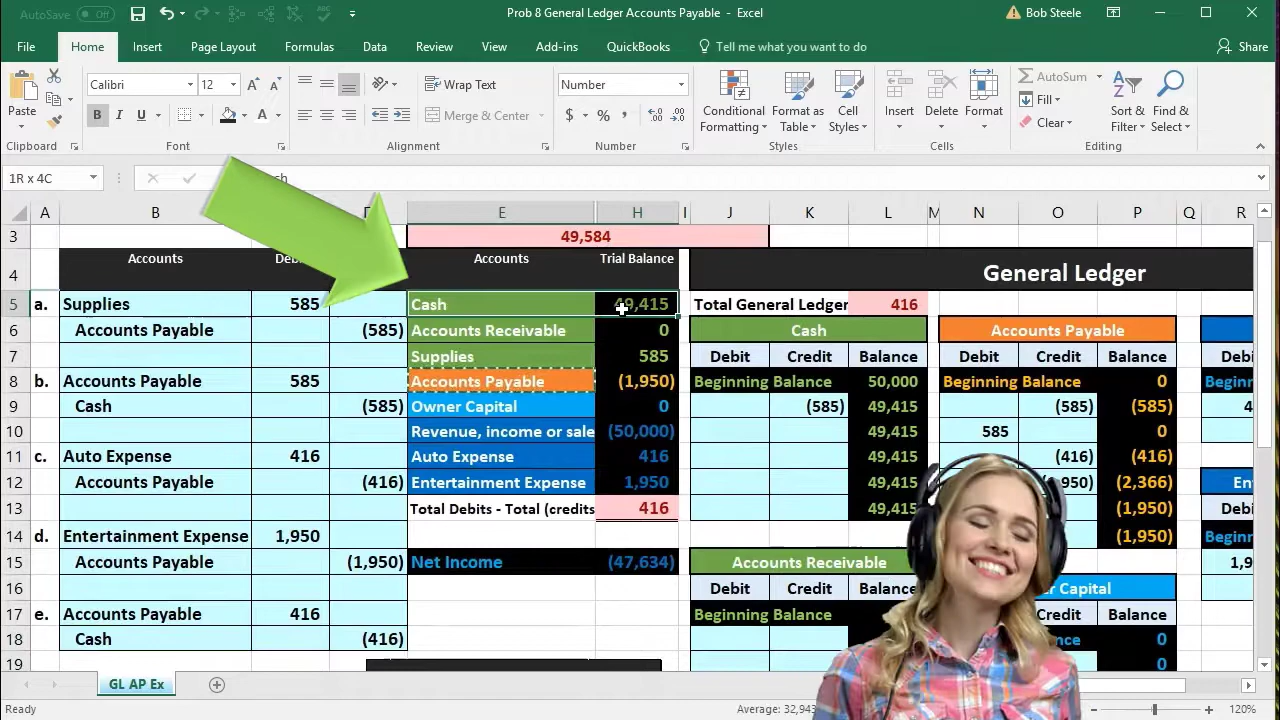 AutoSave Off Prob 8 General Ledger Accounts Payable - Excel Bob Steele
File Home Insert Page Layout Formulas Data Review View Add-ins QuickBooks Tell me what you want to do Share
Paste Calibri 12 A A Wrap Text Number Conditional Formatting Format as Table Cell Styles Insert Delete Format AutoSum Fill Clear Sort & Filter Find & Select
B I U A Merge & Center $ % ,
Clipboard Font Alignment Number Styles Cells Editing
1R x 4C
A B E H I J K L M N O P Q R
3 49,584
4 Accounts Accounts Trial Balance General Ledger
5 a. Supplies 585 Cash 49,415 Total General Ledger 416
6 Accounts Payable (585) Accounts Receivable 0 Cash Accounts Payable
7 Supplies 585 Debit Credit Balance Debit Credit Balance
8 b. Accounts Payable 585 Accounts Payable (1,950) Beginning Balance 50,000 Beginning Balance 0
9 Cash (585) Owner Capital 0 (585) 49,415 (585) (585)
10 Revenue, income or sale (50,000) 49,415 585 0
11 c. Auto Expense 416 Auto Expense 416 49,415 (416) (416)
12 Accounts Payable (416) Entertainment Expense 1,950 49,415 (2,366)
13 Total Debits - Total (credits 416 49,415 (1,950)
14 d. Entertainment Expense 1,950 (1,950)
15 Accounts Payable (1,950) Net Income (47,634) Accounts Receivable
16 Debit Credit Balance Capital
17 e. Accounts Payable 416 Beginning Balance Credit Balance
18 Cash (416) 0
19 0
GL AP Ex
Ready 120%